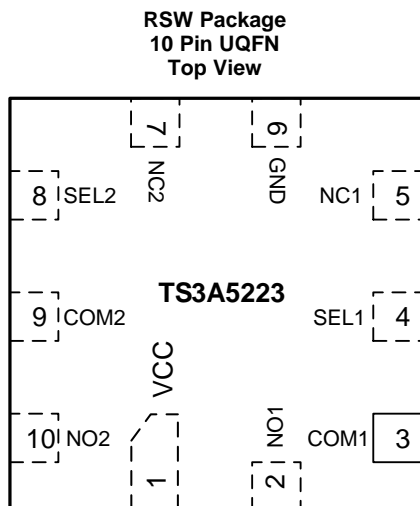 RSW Package
10 Pin UQFN
Top View
7 NC2
6 GND
8 SEL2
NC1 5
TS3A5223
9 COM2
SEL1 4
VCC 1
NO1 2
10 NO2
COM1 3